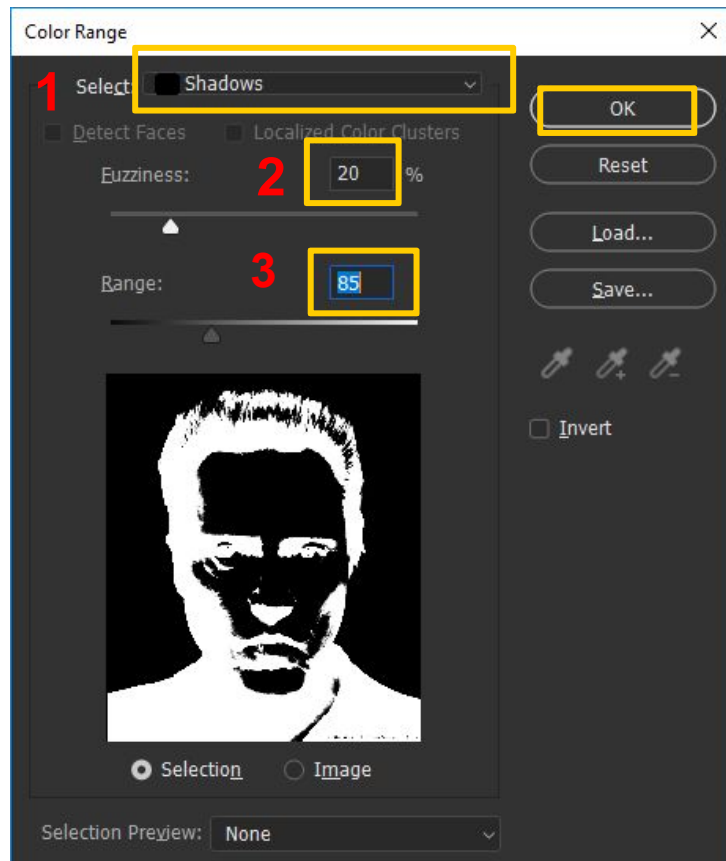 Color Range
1 Select: Shadows
OK
Detect Faces Localized Color Clusters
Fuzziness: 2 20 %
Reset
Load...
Range: 3 85
Save...
Invert
Selection Image
Selection Preview: None